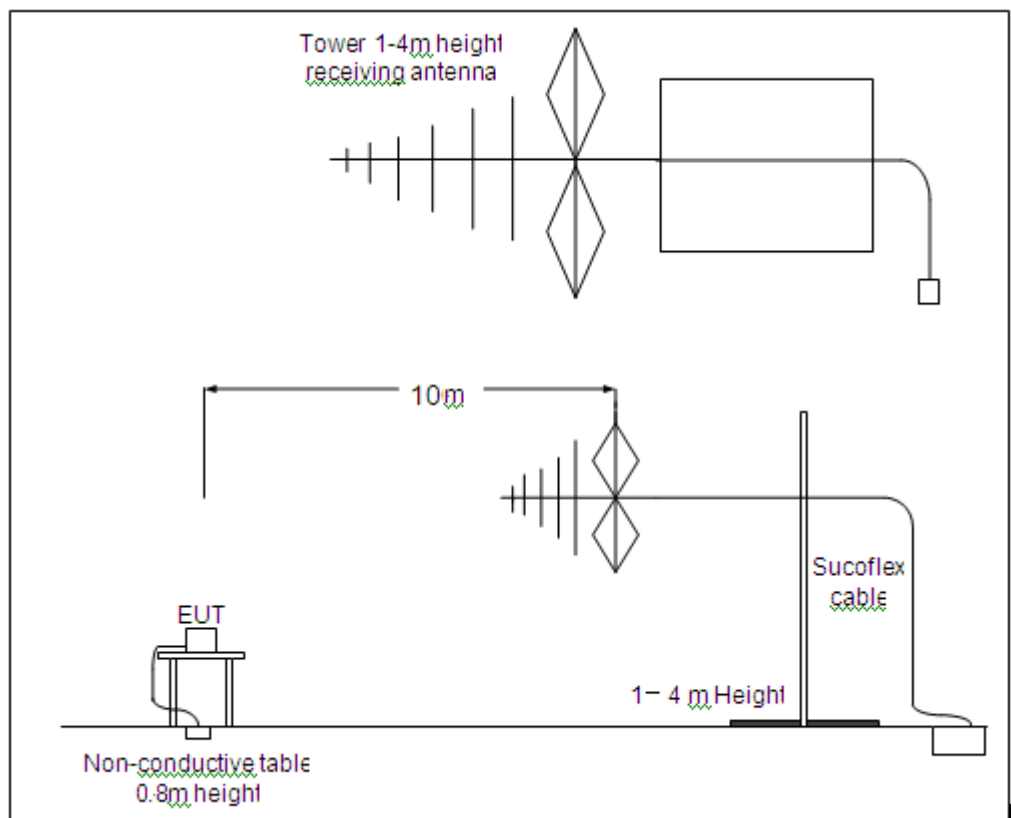 Tower 1-4m height
receiving antenna
10m
Sucoflex
cable
EUT
1– 4 m Height
Non-conductive table
0.8m height